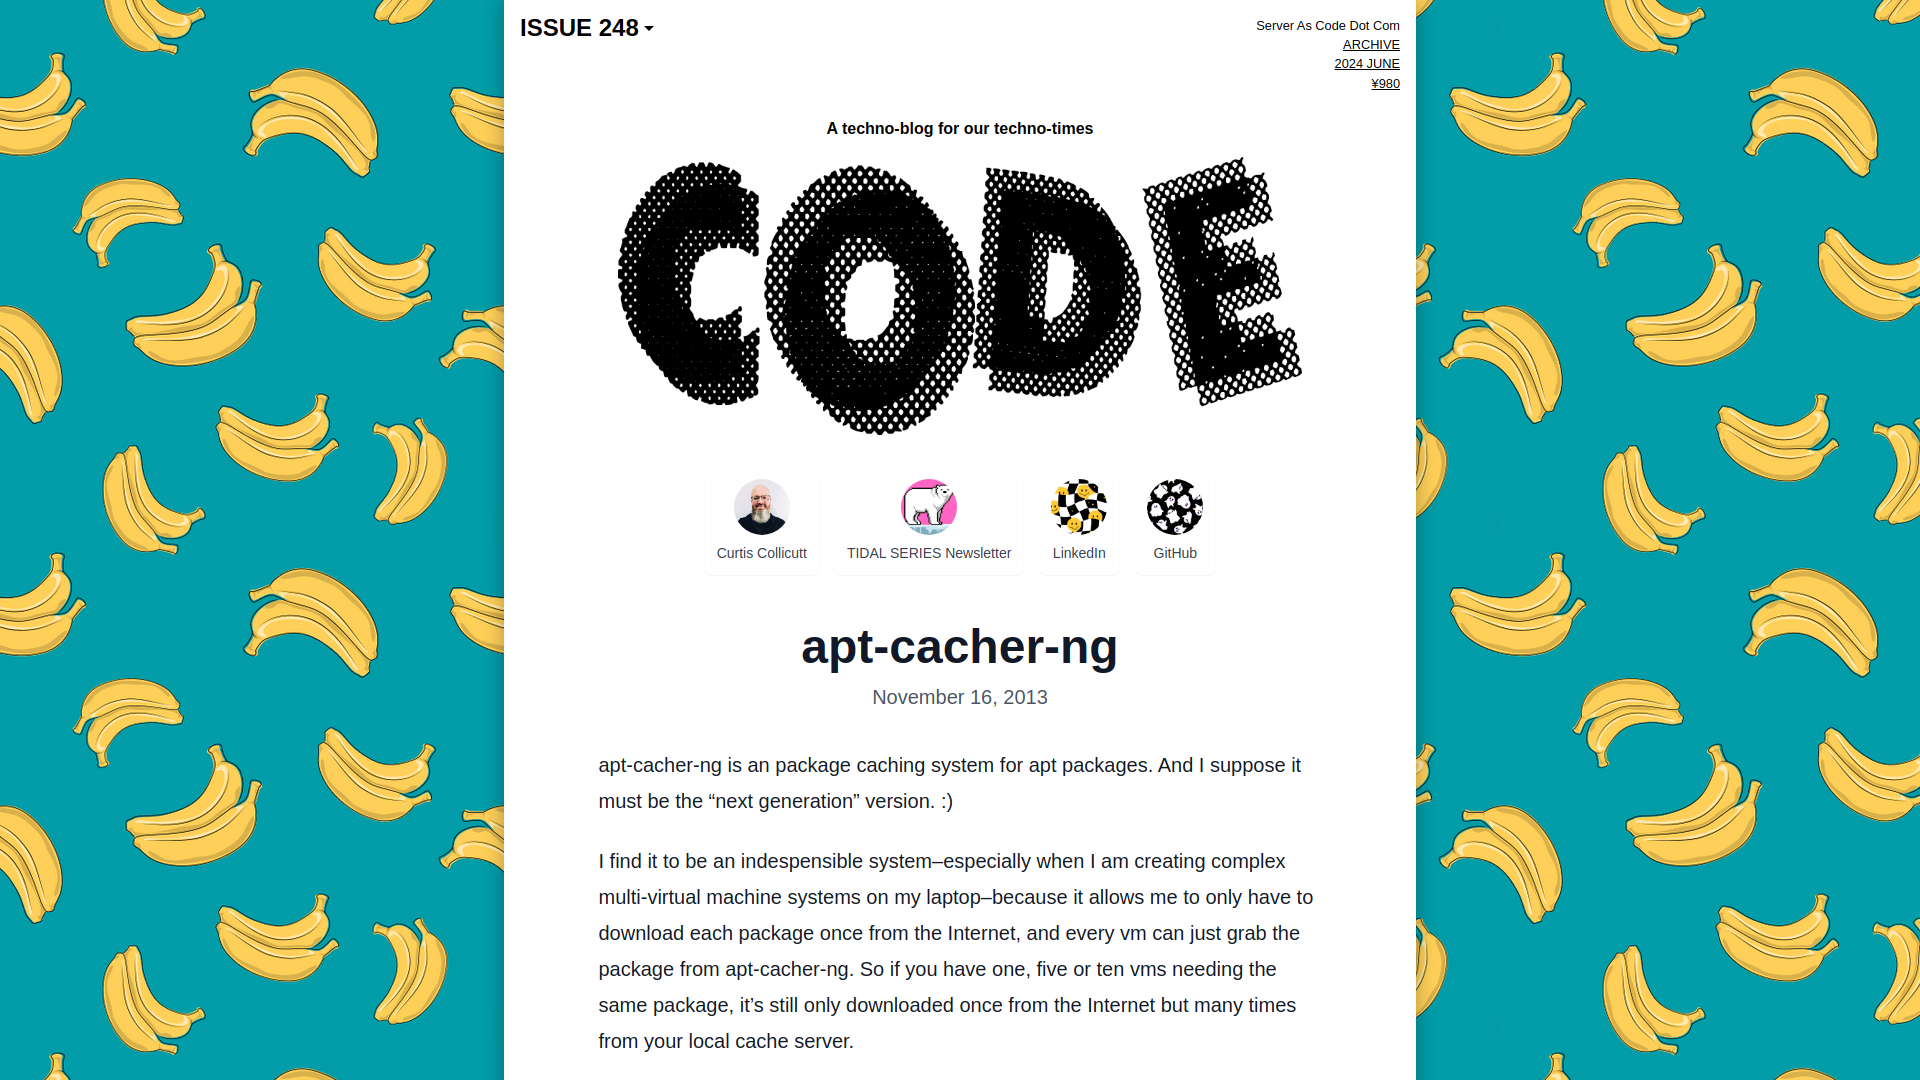 ISSUE 248
Server As Code Dot Com
ARCHIVE
2024 JUNE
¥980
A techno-blog for our techno-times
CODE
Curtis Collicutt
TIDAL SERIES Newsletter
LinkedIn
GitHub
apt-cacher-ng
November 16, 2013
apt-cacher-ng is an package caching system for apt packages. And I suppose it
must be the “next generation” version. :)
I find it to be an indespensible system–especially when I am creating complex
multi-virtual machine systems on my laptop–because it allows me to only have to
download each package once from the Internet, and every vm can just grab the
package from apt-cacher-ng. So if you have one, five or ten vms needing the
same package, it’s still only downloaded once from the Internet but many times
from your local cache server.